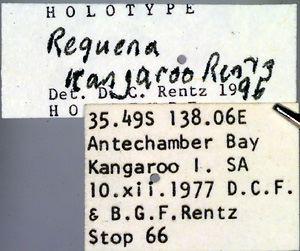 HOLOTYPE
Requena
Kangaroo Rentz
Det. D. C. Rentz 1996
HO
35.49S 138.06E
Antechamber Bay
Kangaroo I. SA
10.xii.1977 D.C.F.
& B.G.F.Rentz
Stop 66